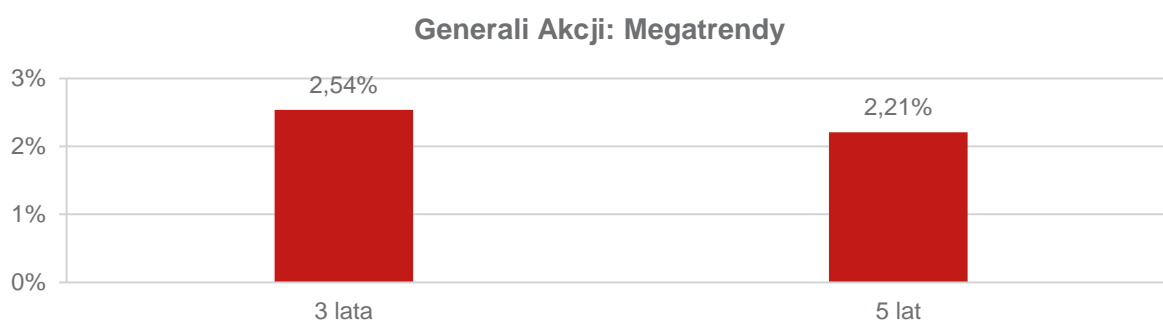 Generali Akcji: Megatrendy
3%
2,54%
2,21%
2%
1%
0%
3 lata
5 lat